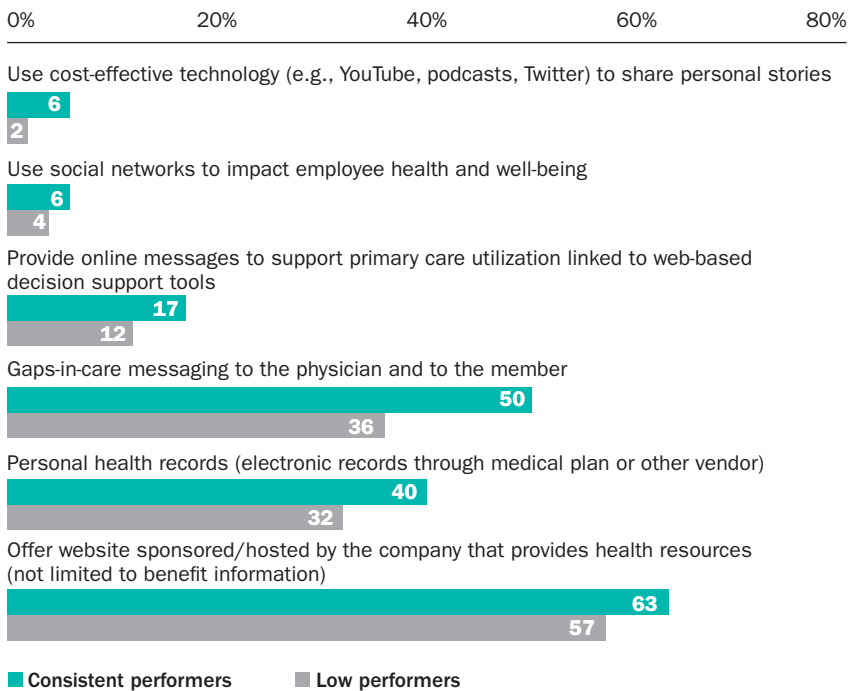 0% 20% 40% 60% 80%
Use cost-effective technology (e.g., YouTube, podcasts, Twitter) to share personal stories
6
2
Use social networks to impact employee health and well-being
6
4
Provide online messages to support primary care utilization linked to web-based
decision support tools
17
12
Gaps-in-care messaging to the physician and to the member
50
36
Personal health records (electronic records through medical plan or other vendor)
40
32
Offer website sponsored/hosted by the company that provides health resources
(not limited to benefit information)
63
57
Consistent performers Low performers